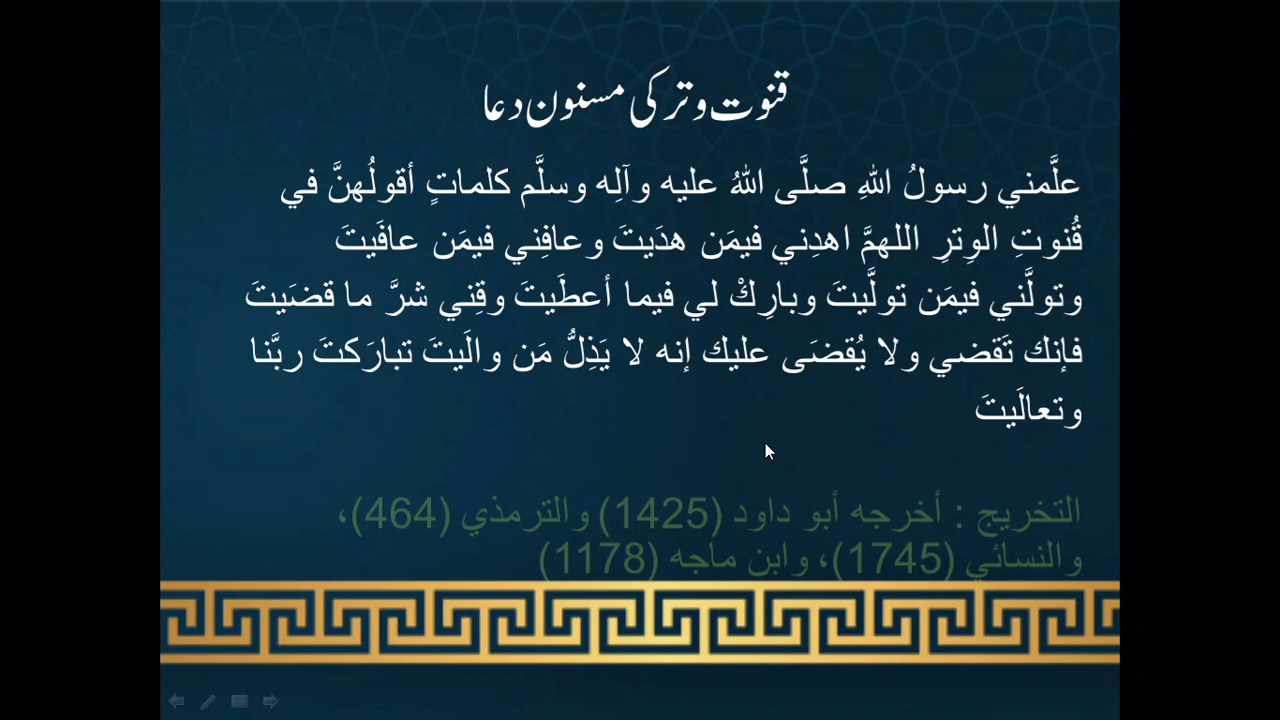 قنوت وتر کی مسنون دعا
علَّمني رسولُ اللهِ صلَّى اللهُ عليه وآلِه وسلَّم كلماتٍ أقولُهنَّ في
قُنوتِ الوِترِ اللهمَّ اهدِني فيمَن هدَيتَ وعافِني فيمَن عافَيتَ
وتولَّني فيمَن تولَّيتَ وبارِكْ لي فيما أعطَيتَ وقِني شرَّ ما قضَيتَ
فإنك تَقضي ولا يُقضَى عليك إنه لا يَذِلُّ مَن والَيتَ تبارَكتَ ربَّنا
وتعالَيتَ
التخريج : أخرجه أبو داود (1425) والترمذي (464)،
والنسائي (1745)، وابن ماجه (1178)